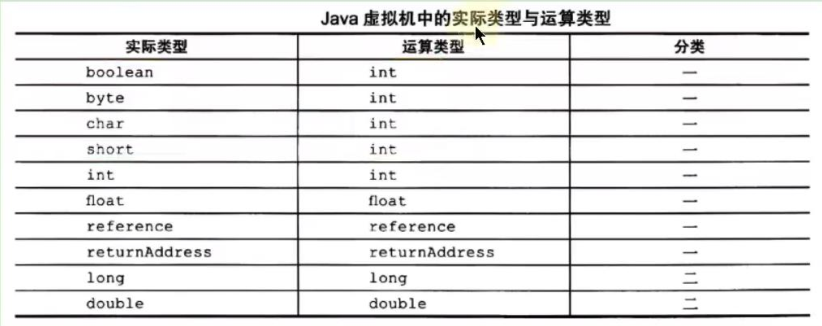 Java 虚拟机中的实际类型与运算类型
实际类型 运算类型 分类
boolean int 一
byte int 一
char int 一
short int 一
int int 一
float float 一
reference reference 一
returnAddress returnAddress 一
long long 二
double double 二